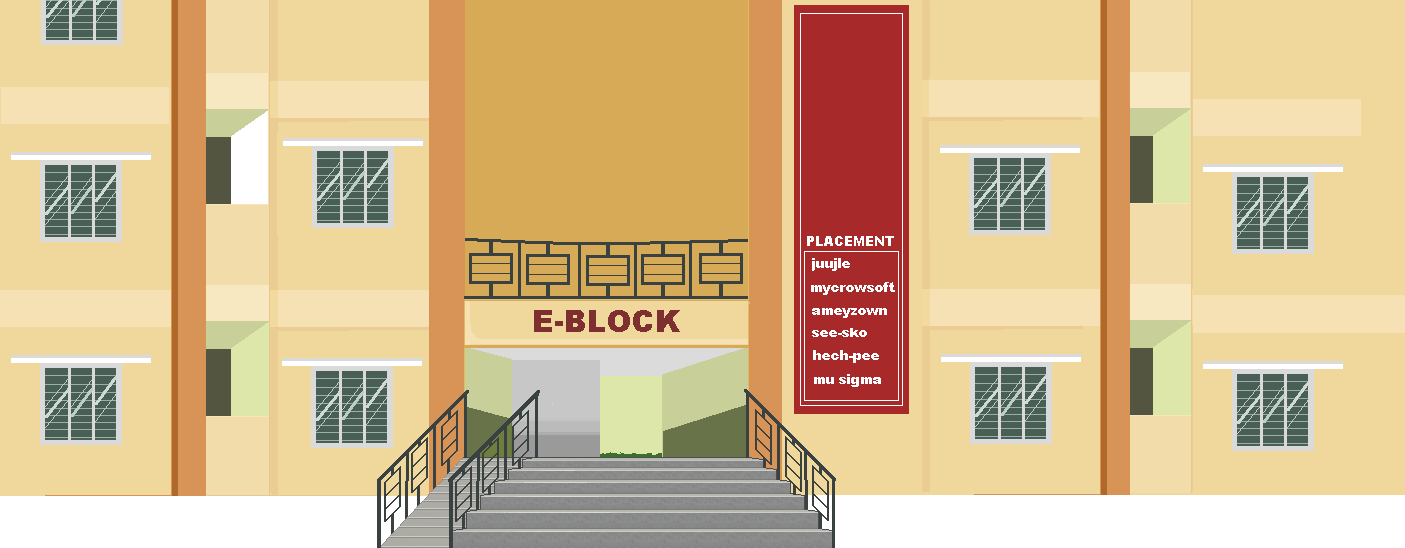 PLACEMENT
juujle
mycrowsoft
ameyzown
see-sko
hech-pee
mu sigma
E-BLOCK